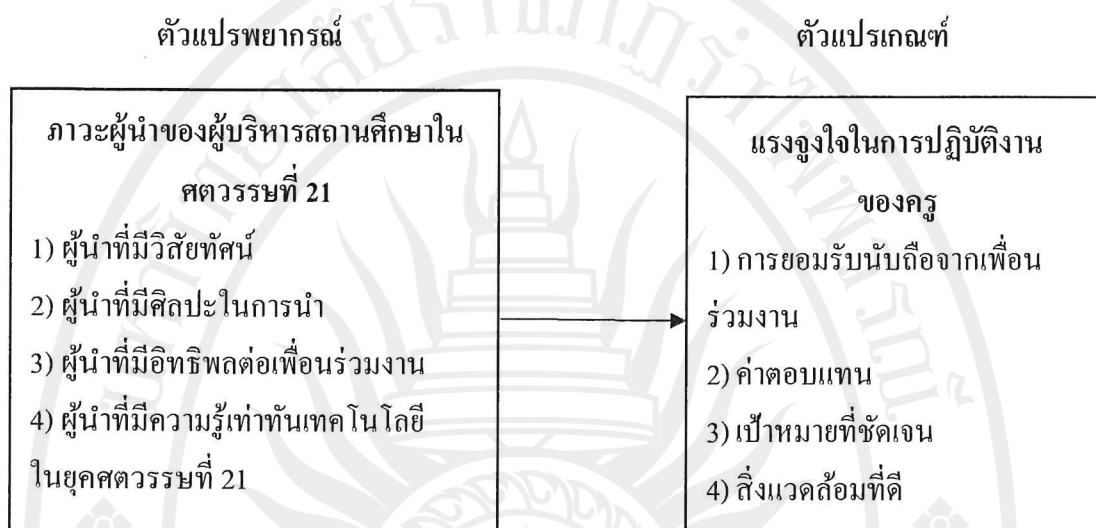 ตัวแปรพยากรณ์
ตัวแปรเกณฑ์
ภาวะผู้นำของผู้บริหารสถานศึกษาใน
ศตวรรษที่ 21
1) ผู้นำที่มีวิสัยทัศน์
2) ผู้นำที่มีศิลปะในการนำ
3) ผู้นำที่มีอิทธิพลต่อเพื่อนร่วมงาน
4) ผู้นำที่มีความรู้เท่าทันเทคโนโลยี
ในยุคศตวรรษที่ 21
แรงจูงใจในการปฏิบัติงาน
ของครู
1) การยอมรับนับถือจากเพื่อน
ร่วมงาน
2) ค่าตอบแทน
3) เป้าหมายที่ชัดเจน
4) สิ่งแวดล้อมที่ดี